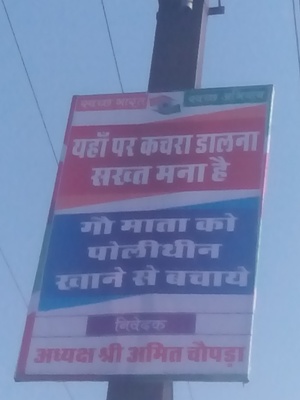 यहाँ पर कचरा डालना
सख्त मना है
गौ माता को
पोलीथीन
खाने से बचाये
निवेदक
अध्यक्ष श्री अमित चौपड़ा